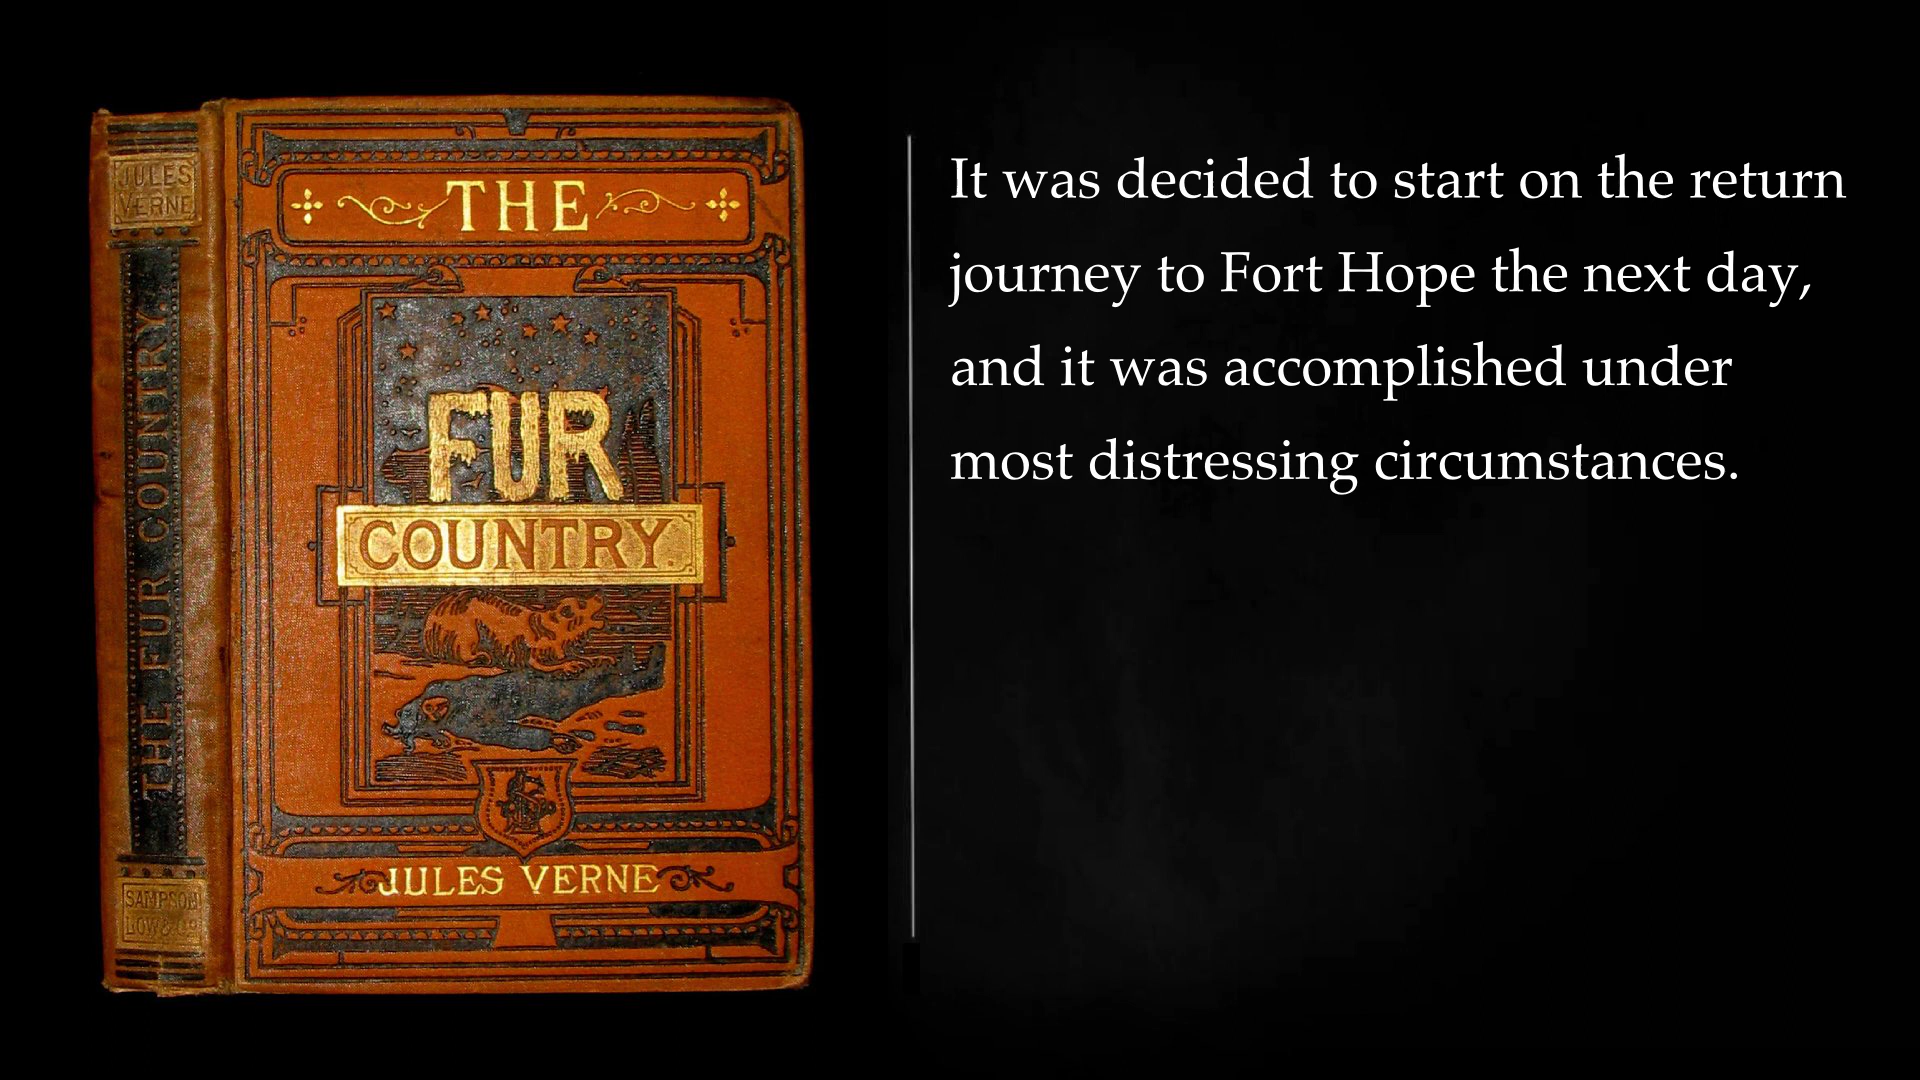 JULES
VERNE
THE FUR COUNTRY.
SAMPSON
LOW & Co
THE
FUR
COUNTRY.
JULES VERNE
It was decided to start on the return
journey to Fort Hope the next day,
and it was accomplished under
most distressing circumstances.